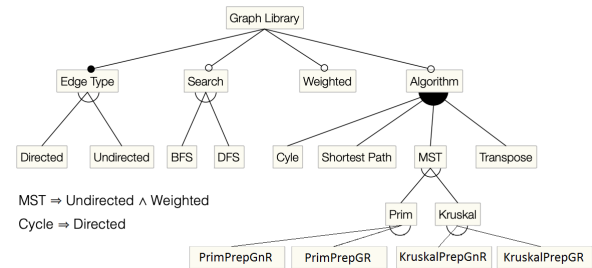 Graph Library
Edge Type Search Weighted Algorithm
Directed Undirected BFS DFS Cyle Shortest Path MST Transpose
MST ⇒ Undirected ∧ Weighted
Cycle ⇒ Directed
Prim Kruskal
PrimPrepGnR PrimPrepGR KruskalPrepGnR KruskalPrepGR